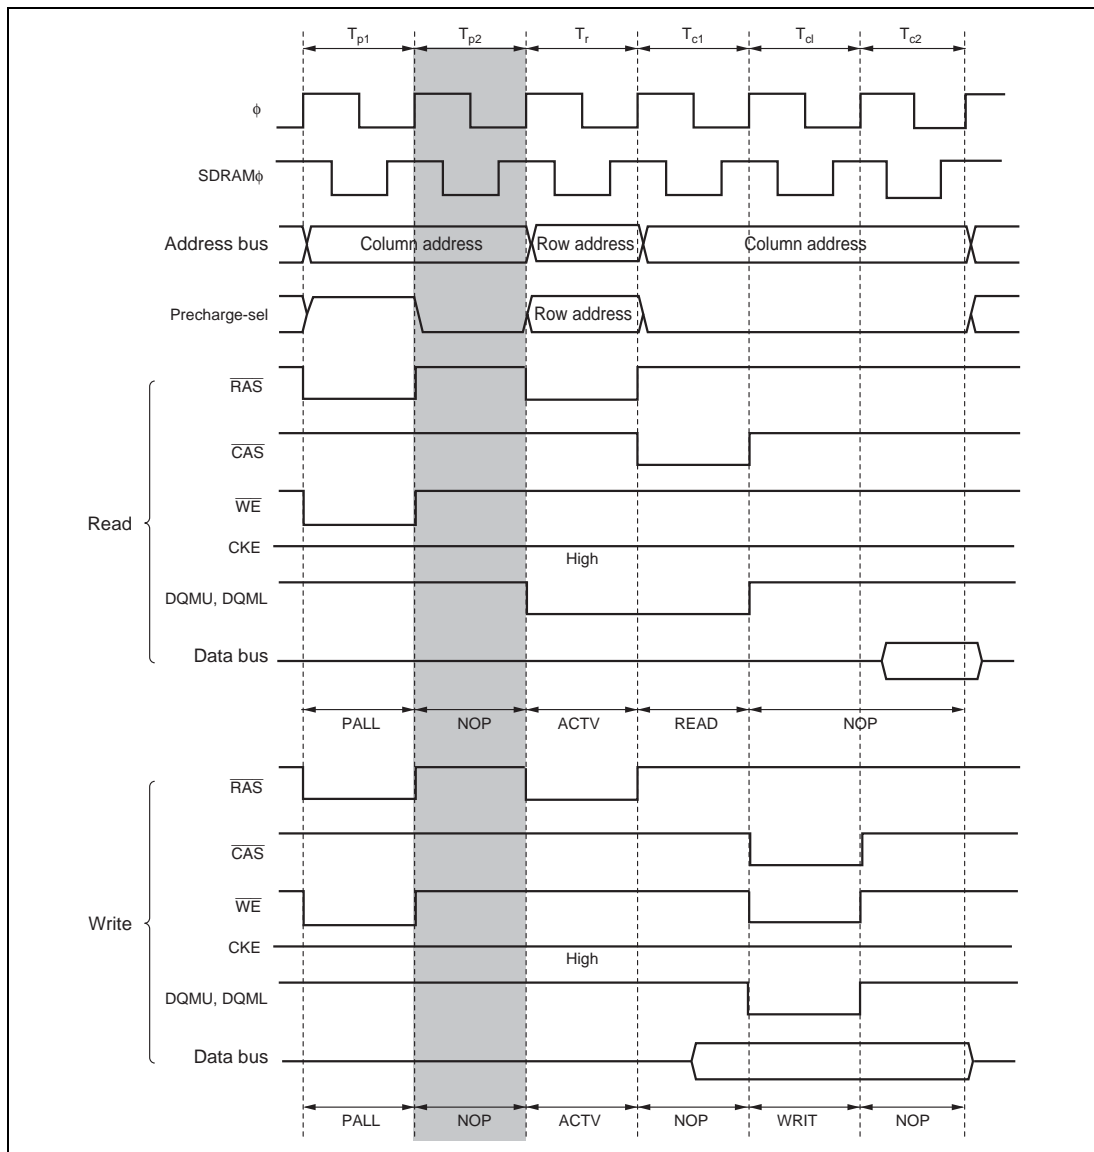 Tp1 Tp2 Tr Tc1 Tcl Tc2
ϕ
SDRAMϕ
Address bus Column address Row address Column address
Precharge-sel Row address
RAS
CAS
WE
Read
CKE
High
DQMU, DQML
Data bus
PALL NOP ACTV READ NOP
RAS
CAS
WE
Write
CKE
High
DQMU, DQML
Data bus
PALL NOP ACTV NOP WRIT NOP